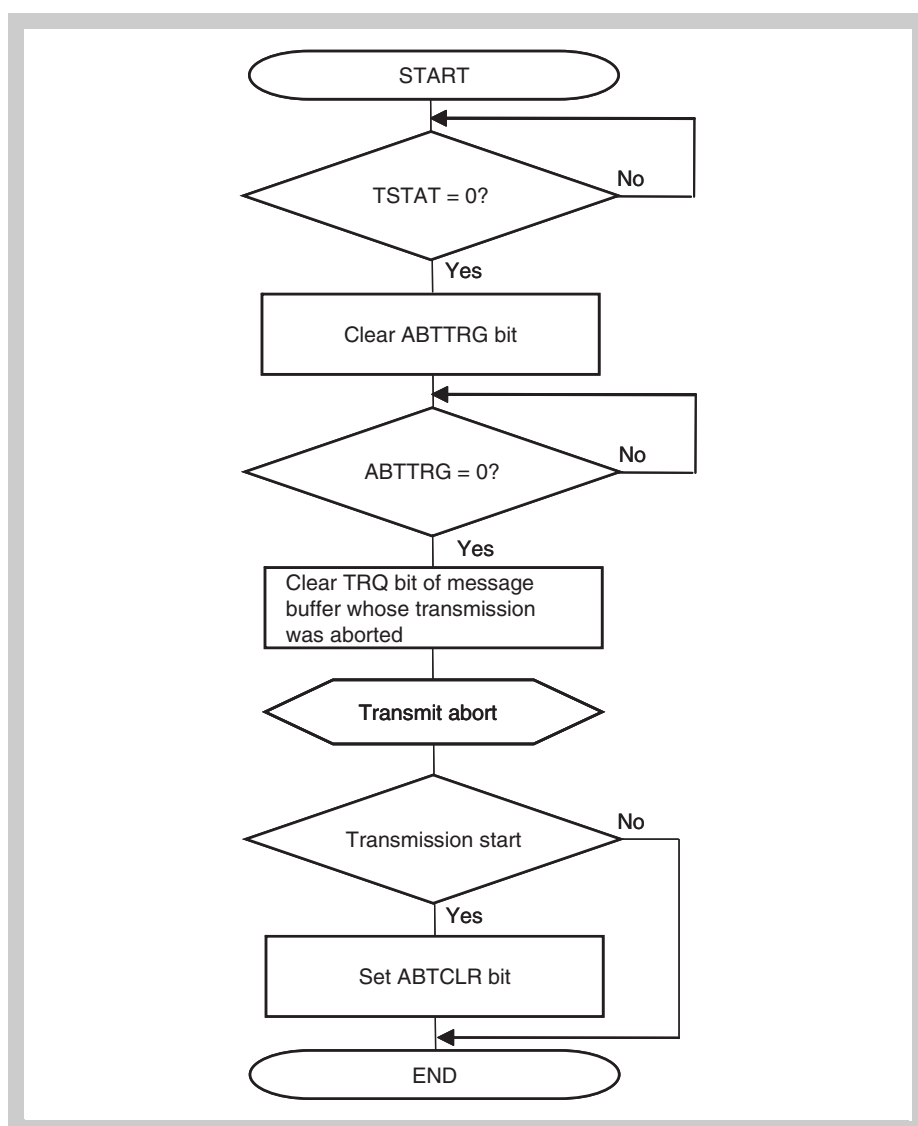 START
TSTAT = 0?
No
Yes
Clear ABTTRG bit
ABTTRG = 0?
No
Yes
Clear TRQ bit of message
buffer whose transmission
was aborted
Transmit abort
Transmission start
No
Yes
Set ABTCLR bit
END